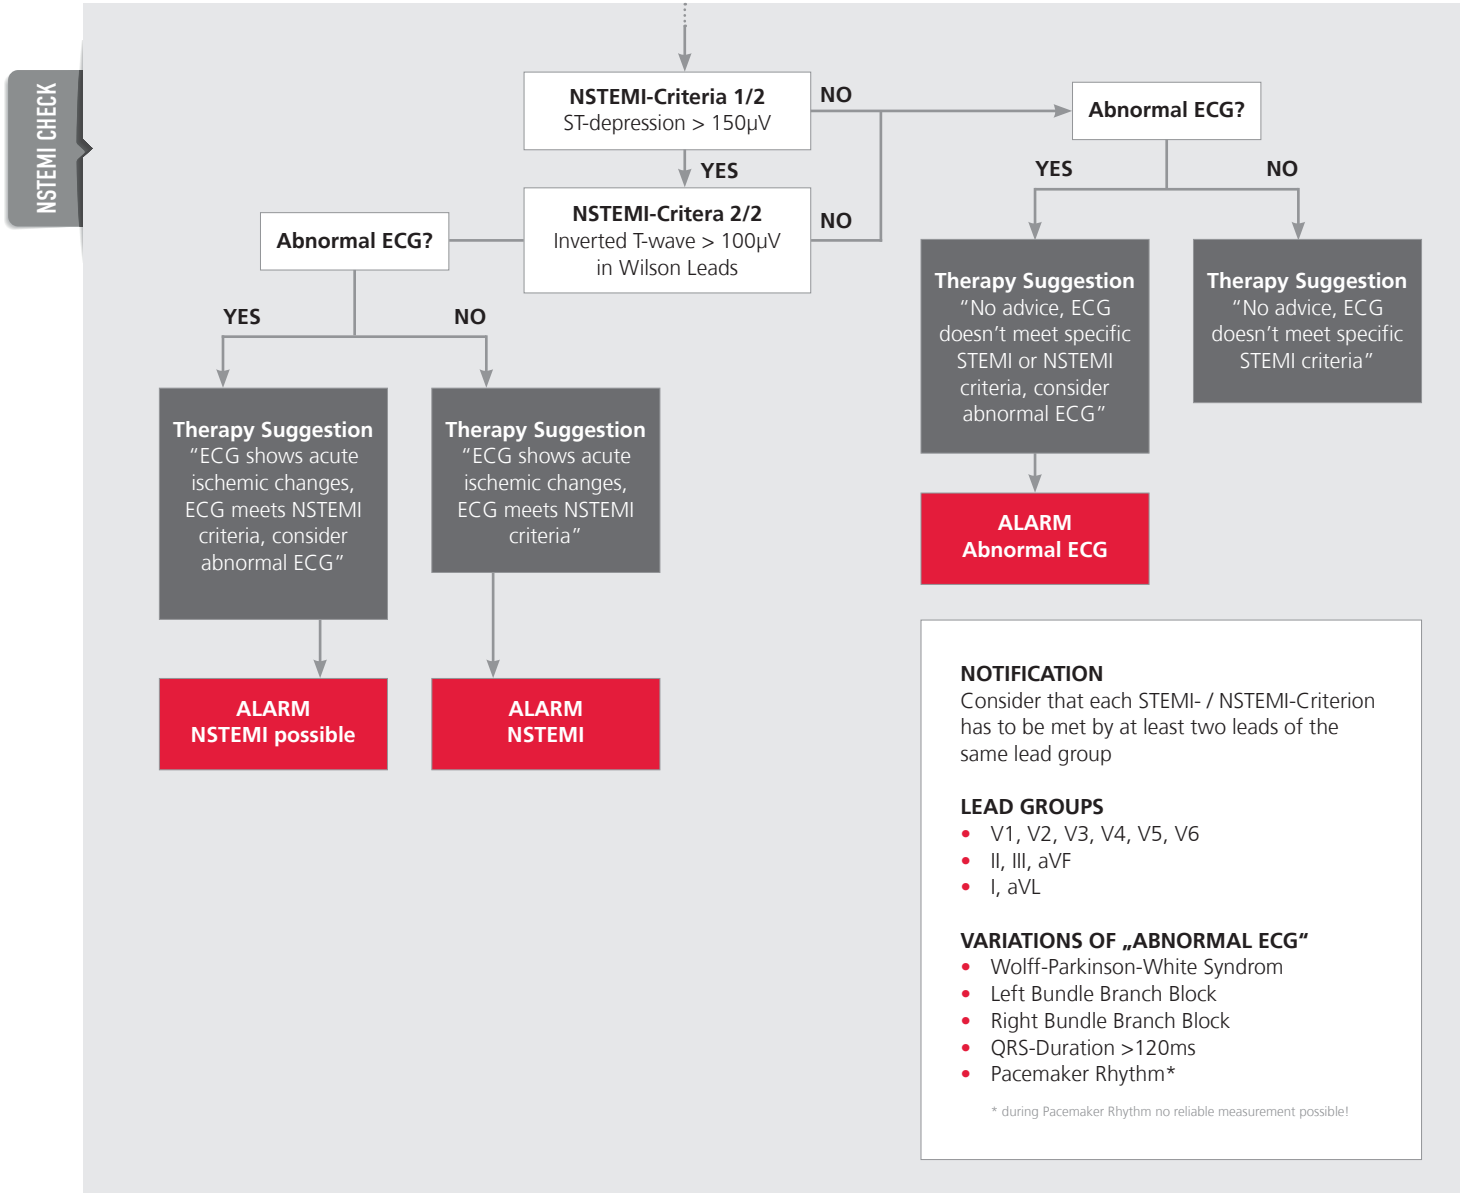 NSTEMI CHECK
NSTEMI-Criteria 1/2
ST-depression > 150µV
NO
YES
NSTEMI-Critera 2/2
Inverted T-wave > 100µV
in Wilson Leads
NO
Abnormal ECG?
YES
NO
Therapy Suggestion
“No advice, ECG
doesn’t meet specific
STEMI or NSTEMI
criteria, consider
abnormal ECG”
ALARM
Abnormal ECG
Therapy Suggestion
“No advice, ECG
doesn’t meet specific
STEMI criteria”
Abnormal ECG?
YES
NO
Therapy Suggestion
“ECG shows acute
ischemic changes,
ECG meets NSTEMI
criteria, consider
abnormal ECG”
ALARM
NSTEMI possible
Therapy Suggestion
“ECG shows acute
ischemic changes,
ECG meets NSTEMI
criteria”
ALARM
NSTEMI
NOTIFICATION
Consider that each STEMI- / NSTEMI-Criterion
has to be met by at least two leads of the
same lead group
LEAD GROUPS
• V1, V2, V3, V4, V5, V6
• II, III, aVF
• I, aVL
VARIATIONS OF „ABNORMAL ECG“
• Wolff-Parkinson-White Syndrom
• Left Bundle Branch Block
• Right Bundle Branch Block
• QRS-Duration >120ms
• Pacemaker Rhythm*
* during Pacemaker Rhythm no reliable measurement possible!